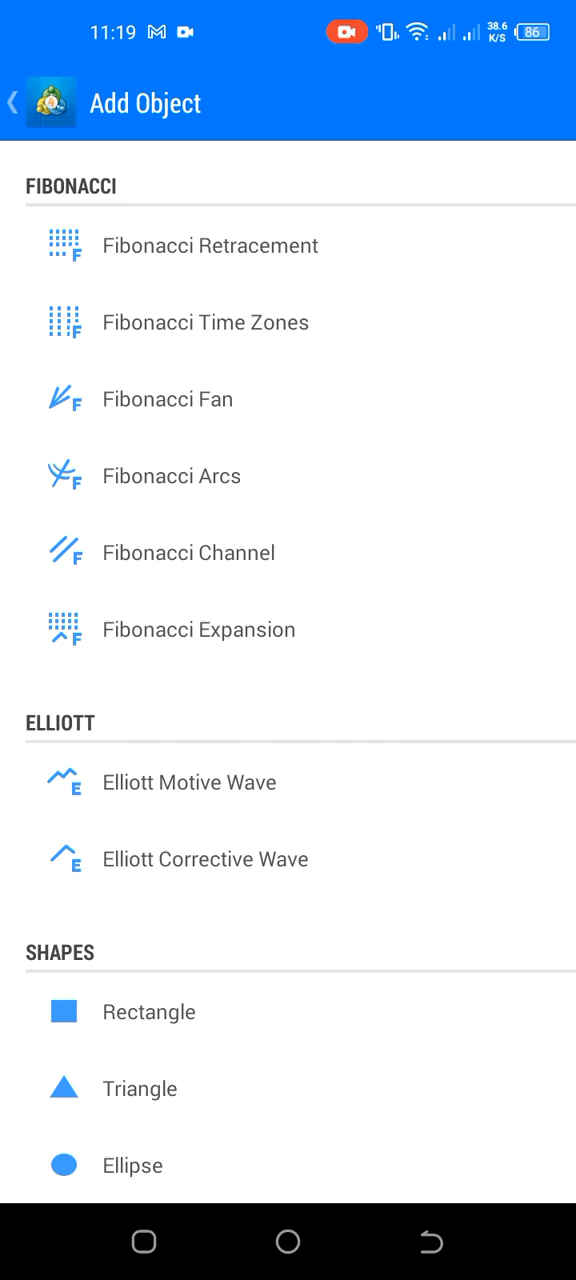 11:19
38.6
K/S
86
Add Object
FIBONACCI
F Fibonacci Retracement
F Fibonacci Time Zones
F Fibonacci Fan
F Fibonacci Arcs
F Fibonacci Channel
F Fibonacci Expansion
ELLIOTT
E Elliott Motive Wave
E Elliott Corrective Wave
SHAPES
Rectangle
Triangle
Ellipse